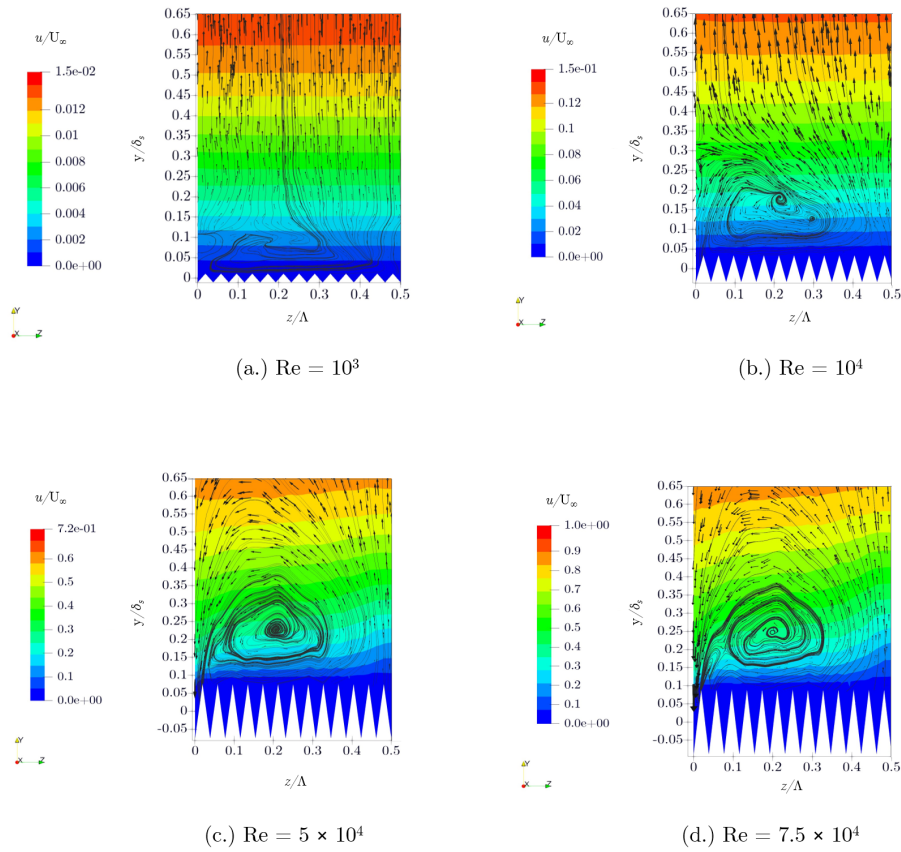 u/U∞
1.5e-02
0.012
0.01
0.008
0.006
0.004
0.002
0.0e+00
y/δs
0.65
0.6
0.55
0.5
0.45
0.4
0.35
0.3
0.25
0.2
0.15
0.1
0.05
0
0 0.1 0.2 0.3 0.4 0.5
z/Λ
Y
X Z
(a.) Re = 10³
u/U∞
1.5e-01
0.12
0.1
0.08
0.06
0.04
0.02
0.0e+00
y/δs
0.65
0.6
0.55
0.5
0.45
0.4
0.35
0.3
0.25
0.2
0.15
0.1
0.05
0
0 0.1 0.2 0.3 0.4 0.5
z/Λ
Y
X Z
(b.) Re = 10⁴
u/U∞
7.2e-01
0.6
0.5
0.4
0.3
0.2
0.1
0.0e+00
y/δs
0.65
0.6
0.55
0.5
0.45
0.4
0.35
0.3
0.25
0.2
0.15
0.1
0.05
0
-0.05
0 0.1 0.2 0.3 0.4 0.5
z/Λ
Y
X Z
(c.) Re = 5 × 10⁴
u/U∞
1.0e+00
0.9
0.8
0.7
0.6
0.5
0.4
0.3
0.2
0.1
0.0e+00
y/δs
0.65
0.6
0.55
0.5
0.45
0.4
0.35
0.3
0.25
0.2
0.15
0.1
0.05
0
-0.05
0 0.1 0.2 0.3 0.4 0.5
z/Λ
Y
X Z
(d.) Re = 7.5 × 10⁴